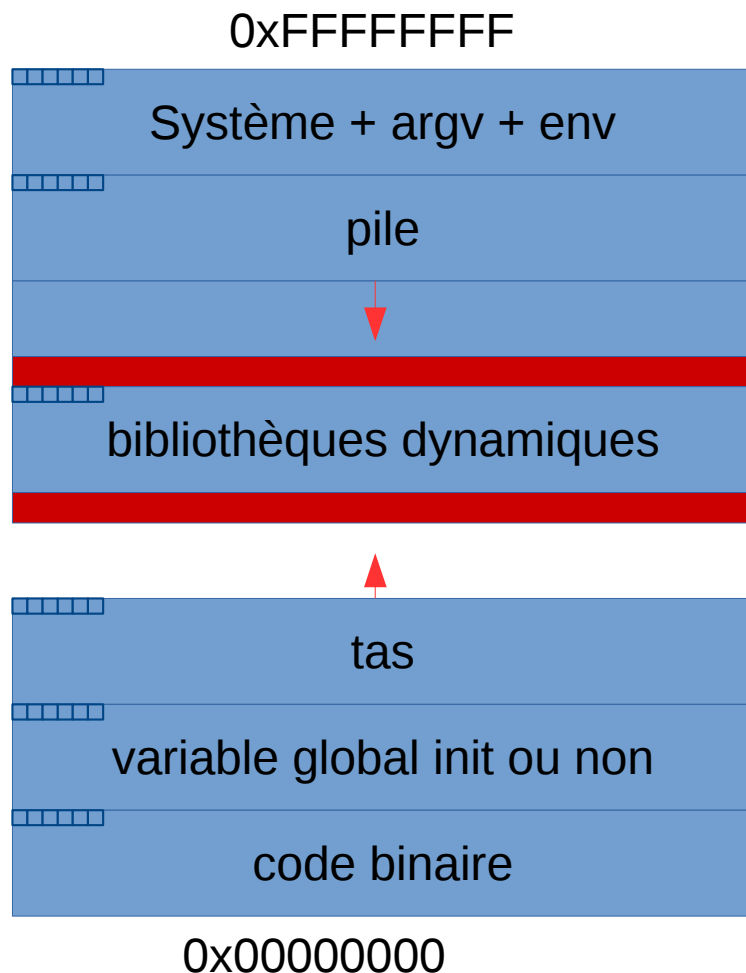 0xFFFFFFFF
Système + argv + env
pile
bibliothèques dynamiques
tas
variable global init ou non
code binaire
0x00000000